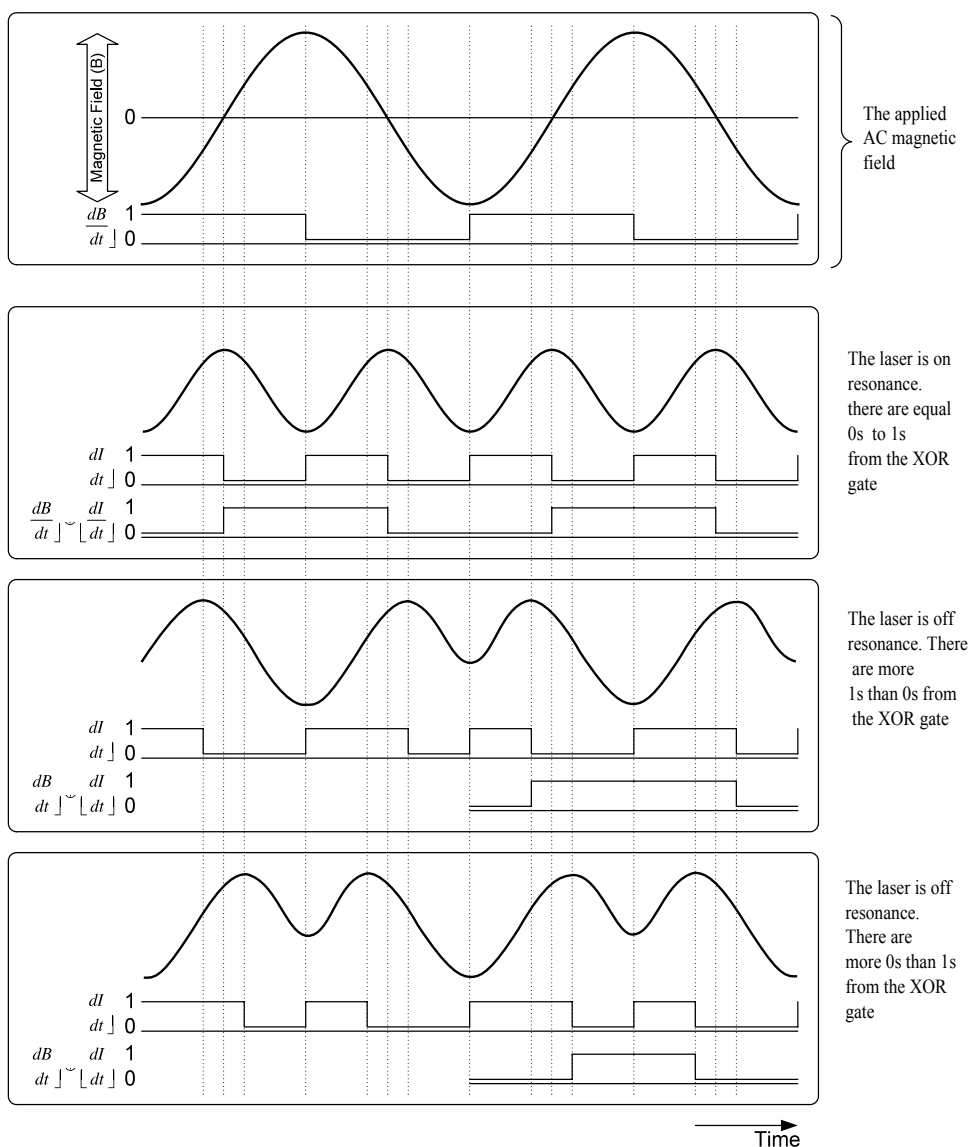 Magnetic Field (B)
0
The applied
AC magnetic
field
dB
dt
1
0
The laser is on
resonance.
there are equal
0s to 1s
from the XOR
gate
dI
dt
1
0
dB dI
dt dt
1
0
The laser is off
resonance. There
are more
1s than 0s from
the XOR gate
dI
dt
1
0
dB dI
dt dt
1
0
The laser is off
resonance.
There are
more 0s than 1s
from the XOR
gate
dI
dt
1
0
dB dI
dt dt
1
0
Time